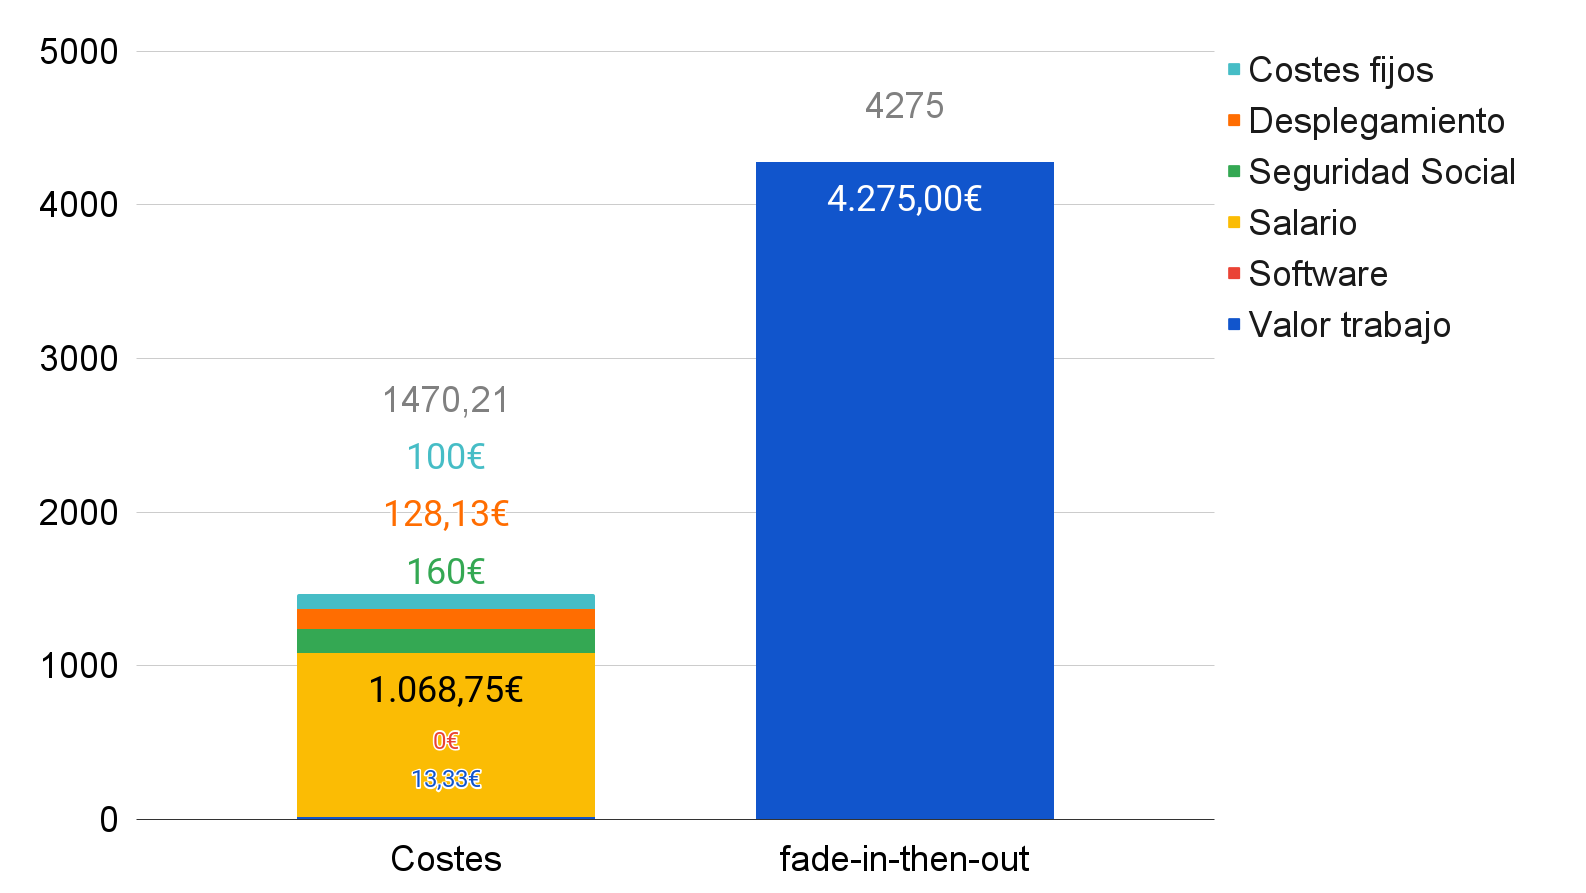 5000
4000
3000
2000
1000
0
1470,21
100€
128,13€
160€
1.068,75€
0€
13,33€
4275
4.275,00€
Costes
fade-in-then-out
Costes fijos
Desplegamiento
Seguridad Social
Salario
Software
Valor trabajo